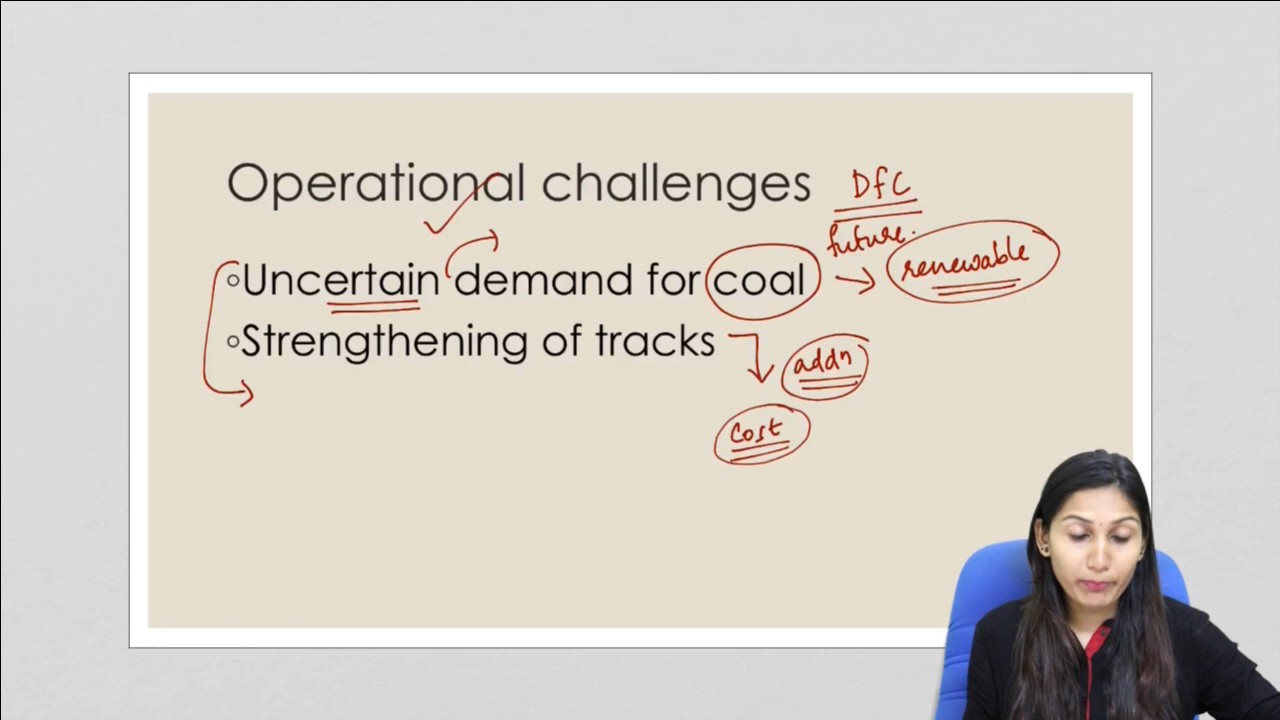 Operational challenges
DfC
future.
◦Uncertain demand for coal → renewable
◦Strengthening of tracks
addn
cost